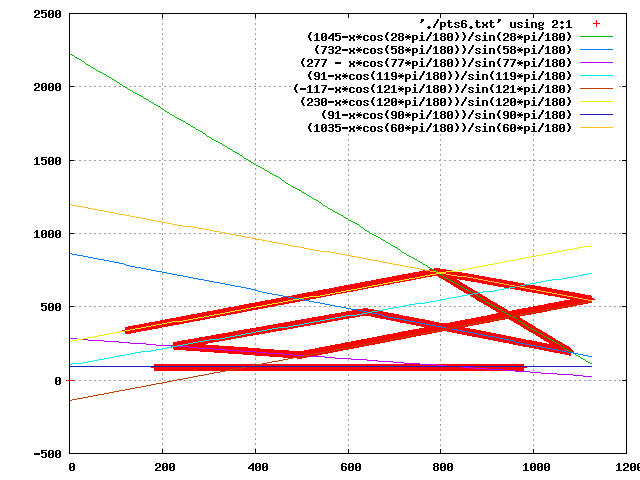 './pts6.txt' using 2:1
(1045-x*cos(28*pi/180))/sin(28*pi/180)
(732-x*cos(58*pi/180))/sin(58*pi/180)
(277 - x*cos(77*pi/180))/sin(77*pi/180)
(91-x*cos(119*pi/180))/sin(119*pi/180)
(-117-x*cos(121*pi/180))/sin(121*pi/180)
(230-x*cos(120*pi/180))/sin(120*pi/180)
(91-x*cos(90*pi/180))/sin(90*pi/180)
(1035-x*cos(60*pi/180))/sin(60*pi/180)
2500
2000
1500
1000
500
0
-500
0 200 400 600 800 1000 1200